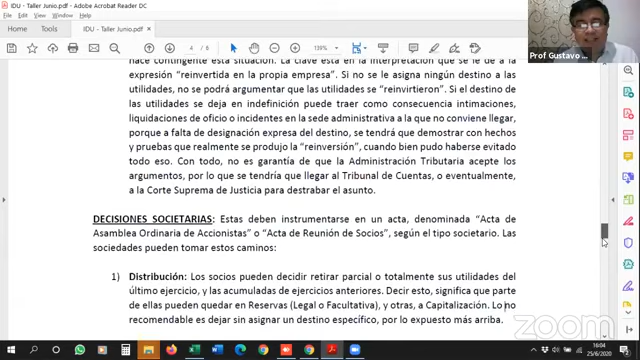 IDU - Taller Junio.pdf - Adobe Acrobat Reader DC
File Edit View Window Help
Home Tools IDU - Taller Junio.pdf ×
4 / 6 139%
Prof Gustavo ...
hace contingente esta situación. La clave está en la interpretación que se le dé a la
expresión “reinvertida en la propia empresa”. Si no se le asigna ningún destino a las
utilidades, no se podrá argumentar que las utilidades se “reinvirtieron”. Si el destino de
las utilidades se deja en indefinición puede traer como consecuencia intimaciones,
liquidaciones de oficio o incidentes en la sede administrativa a la que no conviene llegar,
porque a falta de designación expresa del destino, se tendrá que demostrar con hechos
y pruebas que realmente se produjo la “reinversión”, cuando bien pudo haberse evitado
todo eso. Con todo, no es garantía de que la Administración Tributaria acepte los
argumentos, por lo que se tendría que llegar al Tribunal de Cuentas, o eventualmente,
a la Corte Suprema de Justicia para destrabar el asunto.
DECISIONES SOCIETARIAS: Estas deben instrumentarse en un acta, denominada “Acta de
Asamblea Ordinaria de Accionistas” o “Acta de Reunión de Socios”, según el tipo societario. Las
sociedades pueden tomar estos caminos:
1) Distribución: Los socios pueden decidir retirar parcial o totalmente sus utilidades del
último ejercicio, y las acumuladas de ejercicios anteriores. Decir esto, significa que parte
de ellas pueden quedar en Reservas (Legal o Facultativa), y otras, a Capitalización. Lo no
recomendable es dejar sin asignar un destino específico, por lo expuesto más arriba.
zoom
16:04
25/6/2020